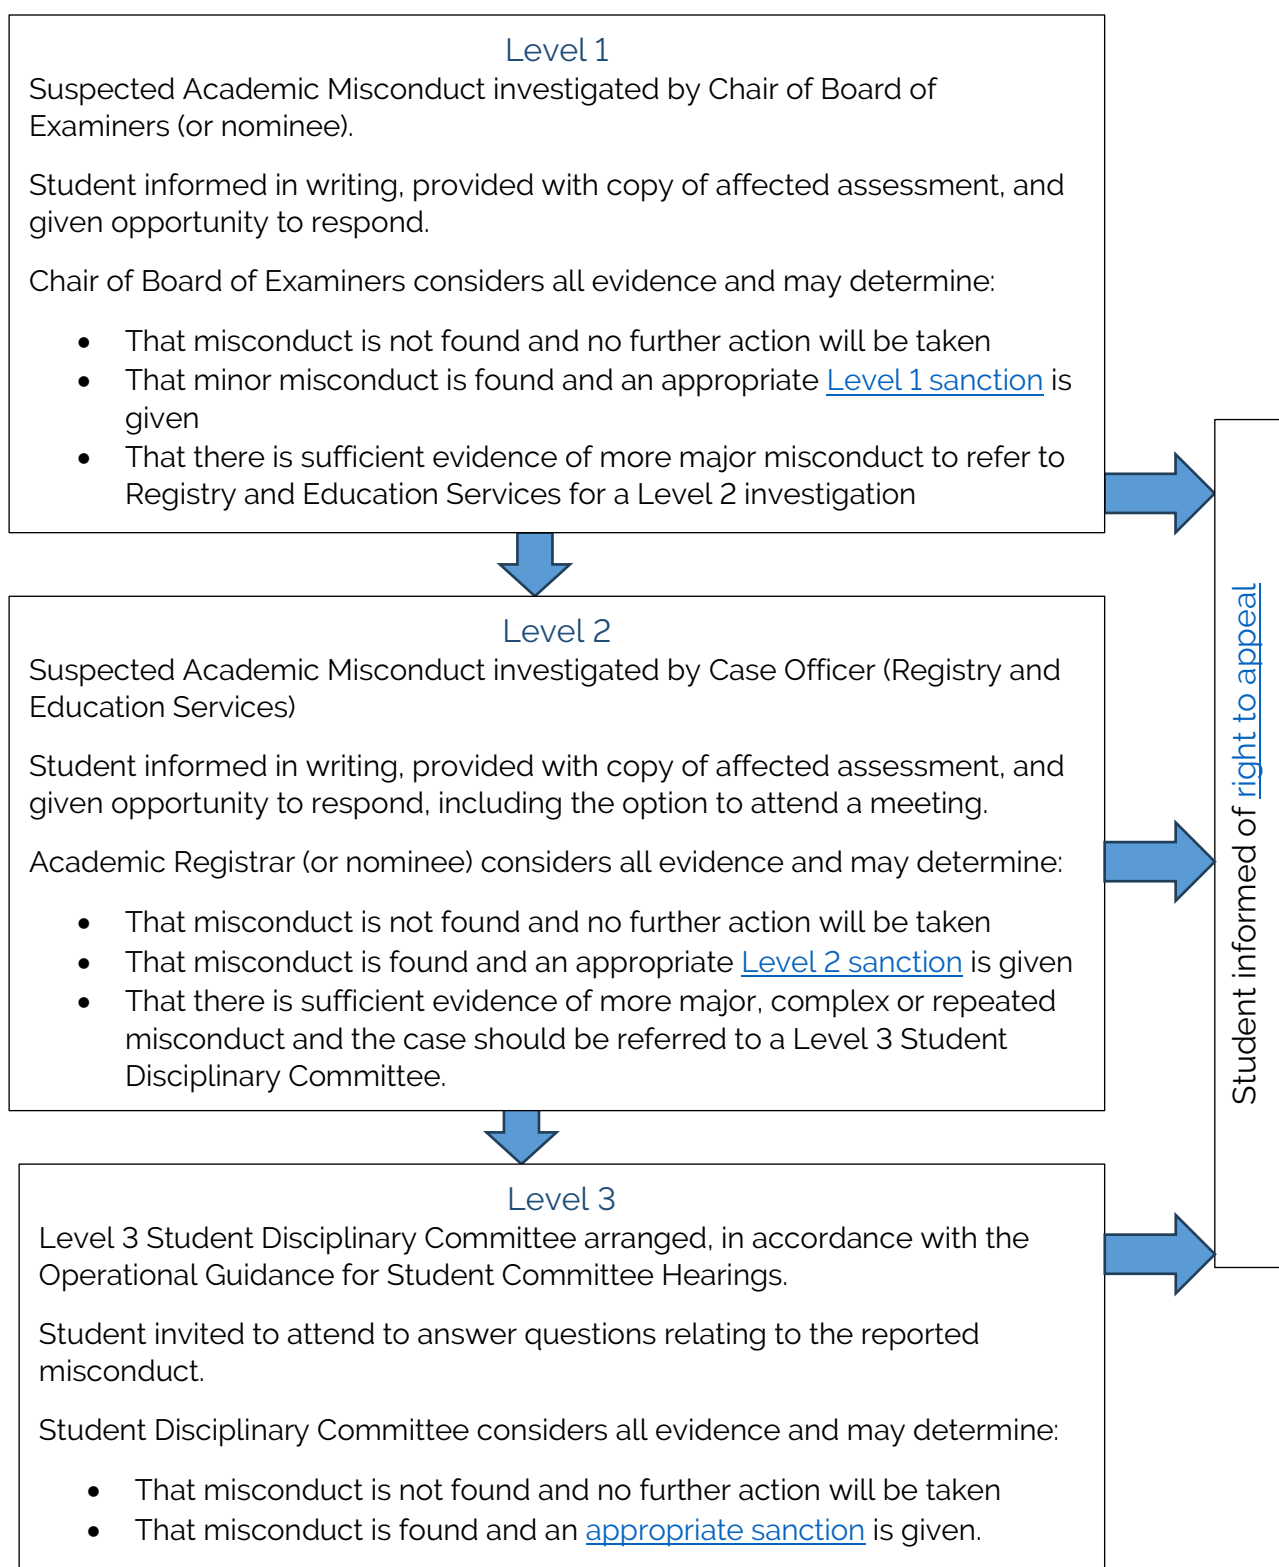 Level 1
Suspected Academic Misconduct investigated by Chair of Board of
Examiners (or nominee).
Student informed in writing, provided with copy of affected assessment, and
given opportunity to respond.
Chair of Board of Examiners considers all evidence and may determine:
• That misconduct is not found and no further action will be taken
• That minor misconduct is found and an appropriate Level 1 sanction is
given
• That there is sufficient evidence of more major misconduct to refer to
Registry and Education Services for a Level 2 investigation
Level 2
Suspected Academic Misconduct investigated by Case Officer (Registry and
Education Services)
Student informed in writing, provided with copy of affected assessment, and
given opportunity to respond, including the option to attend a meeting.
Academic Registrar (or nominee) considers all evidence and may determine:
• That misconduct is not found and no further action will be taken
• That misconduct is found and an appropriate Level 2 sanction is given
• That there is sufficient evidence of more major, complex or repeated
misconduct and the case should be referred to a Level 3 Student
Disciplinary Committee.
Level 3
Level 3 Student Disciplinary Committee arranged, in accordance with the
Operational Guidance for Student Committee Hearings.
Student invited to attend to answer questions relating to the reported
misconduct.
Student Disciplinary Committee considers all evidence and may determine:
• That misconduct is not found and no further action will be taken
• That misconduct is found and an appropriate sanction is given.
Student informed of right to appeal